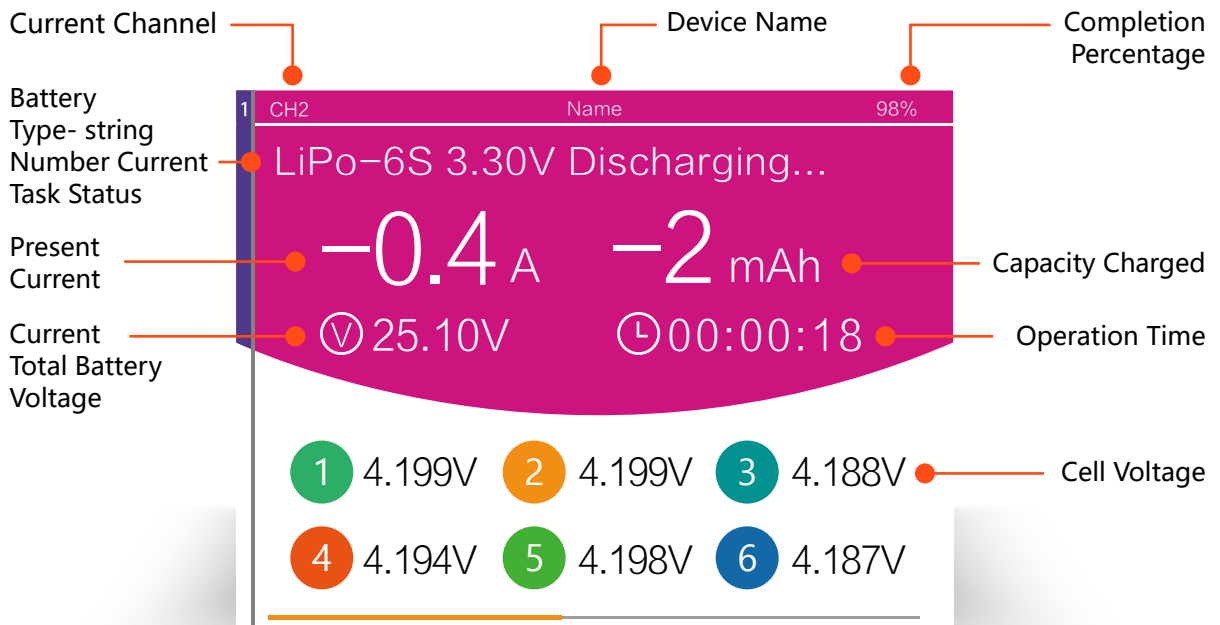 Current Channel
Device Name
Completion
Percentage
Battery
Type- string
Number Current
Task Status
1
CH2
Name
98%
LiPo-6S 3.30V Discharging...
Present
Current
-0.4 A
-2 mAh
Capacity Charged
Current
Total Battery
Voltage
V 25.10V
00:00:18
Operation Time
1 4.199V 2 4.199V 3 4.188V
Cell Voltage
4 4.194V 5 4.198V 6 4.187V